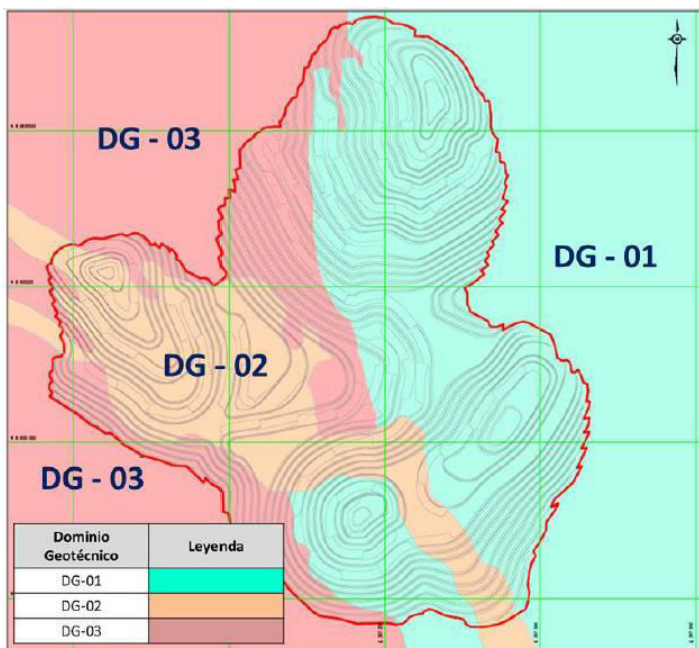 DG - 03
DG - 01
DG - 02
DG - 03
Dominio Geotécnico Leyenda
DG-01
DG-02
DG-03